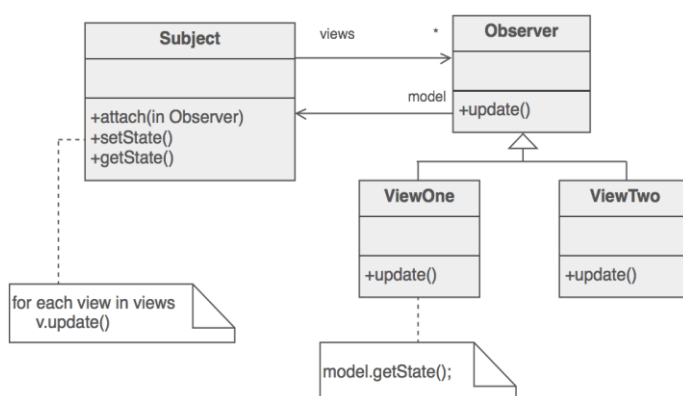 Subject
views
*
Observer
+attach(in Observer)
+setState()
+getState()
model
+update()
ViewOne
ViewTwo
+update()
+update()
for each view in views
v.update()
model.getState();